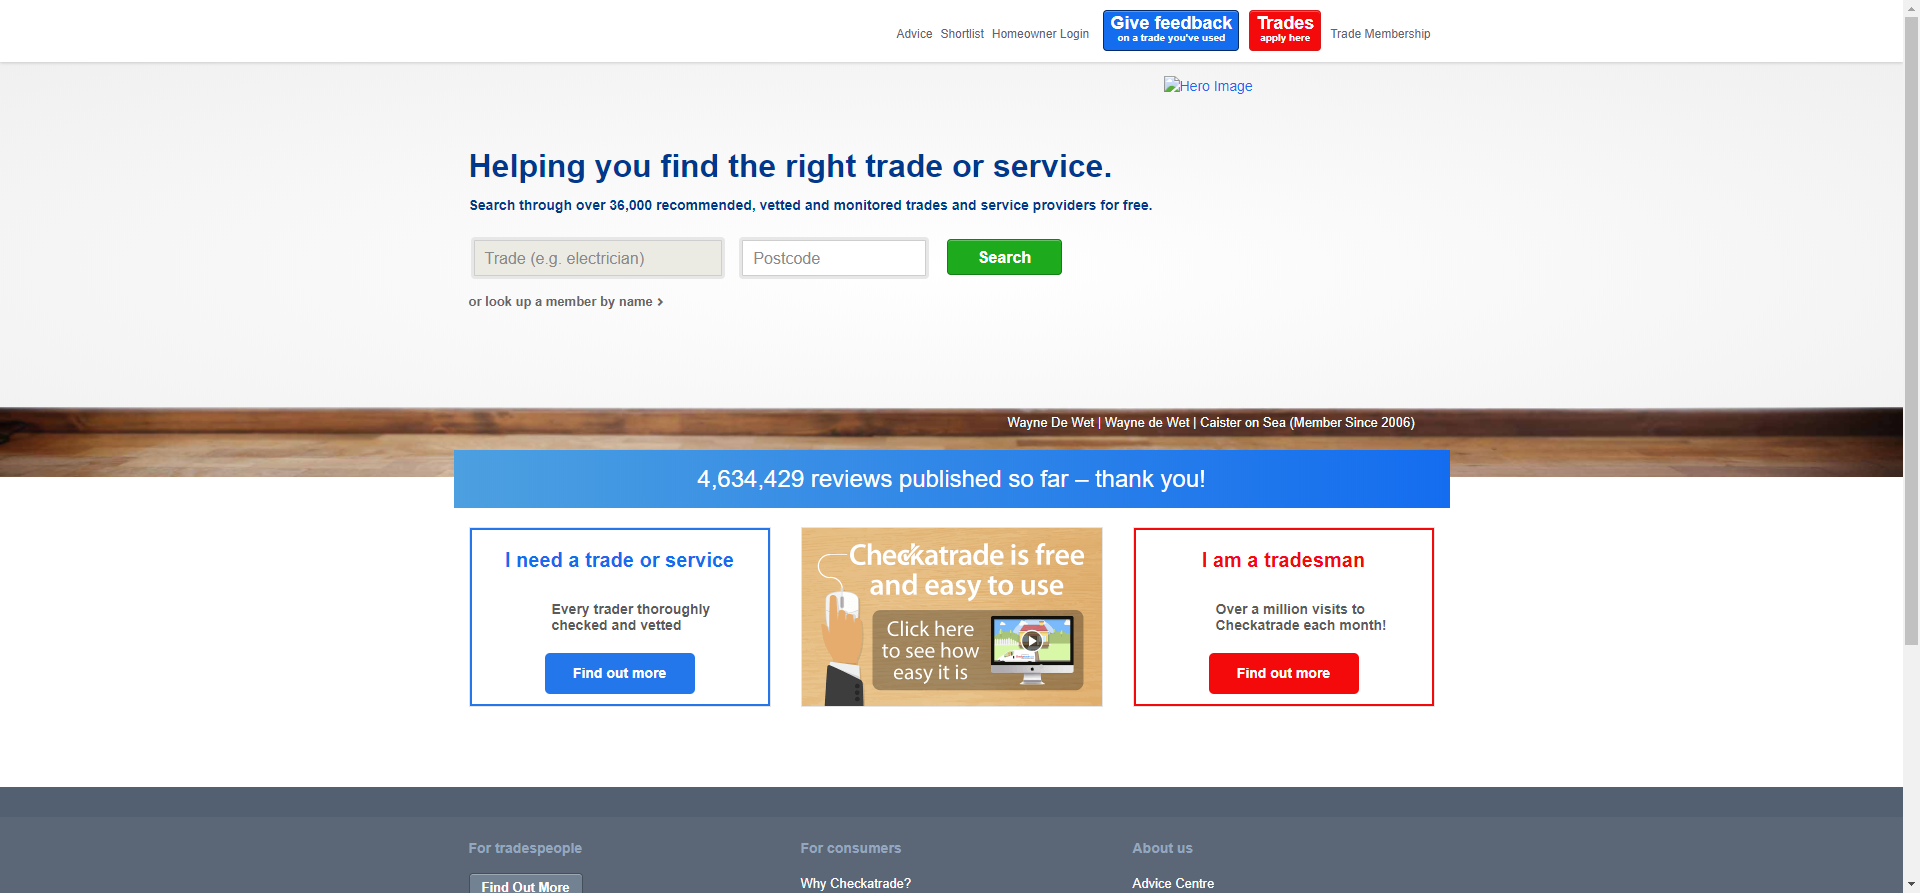 Advice Shortlist Homeowner Login Give feedback on a trade you've used Trades apply here Trade Membership
Hero Image
Helping you find the right trade or service.
Search through over 36,000 recommended, vetted and monitored trades and service providers for free.
Trade (e.g. electrician) Postcode Search
or look up a member by name
Wayne De Wet | Wayne de Wet | Caister on Sea (Member Since 2006)
4,634,429 reviews published so far – thank you!
I need a trade or service
Every trader thoroughly
checked and vetted
Find out more
Checkatrade is free
and easy to use
Click here
to see how
easy it is
I am a tradesman
Over a million visits to
Checkatrade each month!
Find out more
For tradespeople
Find Out More
For consumers
Why Checkatrade?
About us
Advice Centre